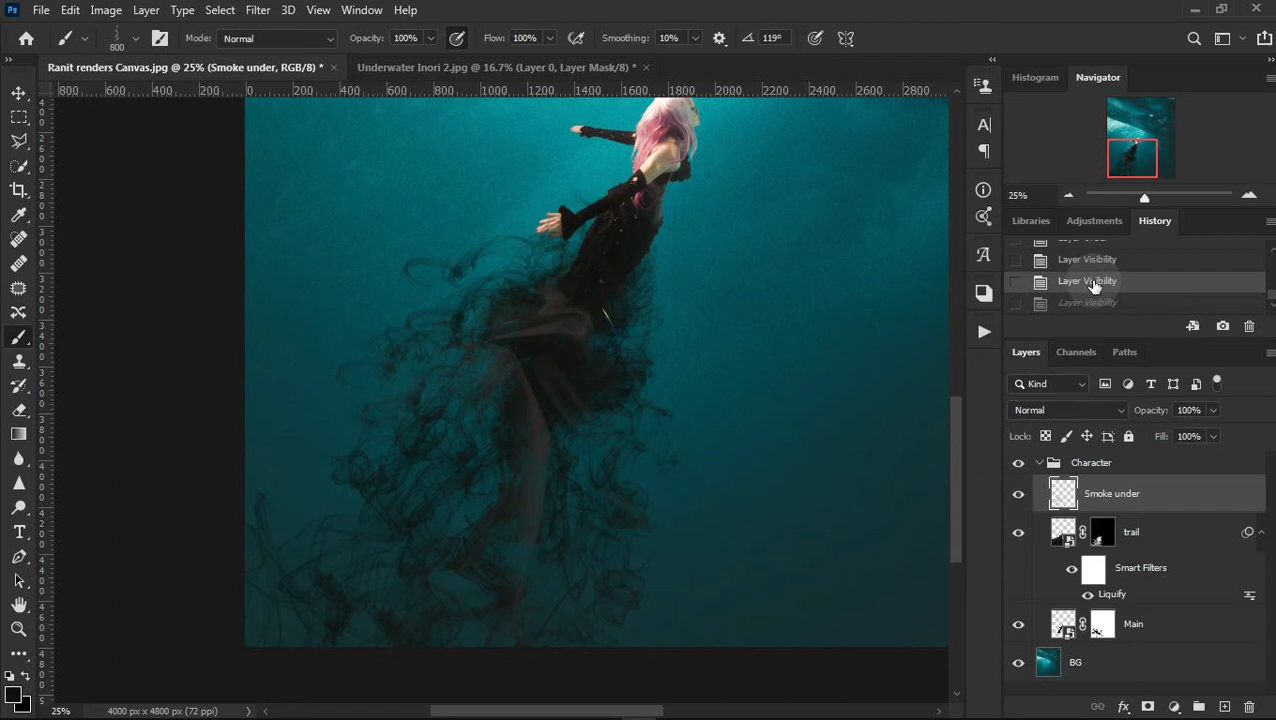 Ps File Edit Image Layer Type Select Filter 3D View Window Help
800 Mode: Normal Opacity: 100% Flow: 100% Smoothing: 10% 119°
Ranit renders Canvas.jpg @ 25% (Smoke under, RGB/8) * × Underwater Inori 2.jpg @ 16.7% (Layer 0, Layer Mask/8) * ×
800 600 400 200 0 200 400 600 800 1000 1200 1400 1600 1800 2000 2200 2400 2600 2800
Histogram Navigator
25%
Libraries Adjustments History
Layer Visibility
Layer Visibility
Layer Visibility
Layers Channels Paths
Kind
Normal Opacity:
Lock: Fill: 100%
Character
Smoke under
trail
Smart Filters
Liquify
Main
BG
25% 4000 px x 4800 px (72 ppi)